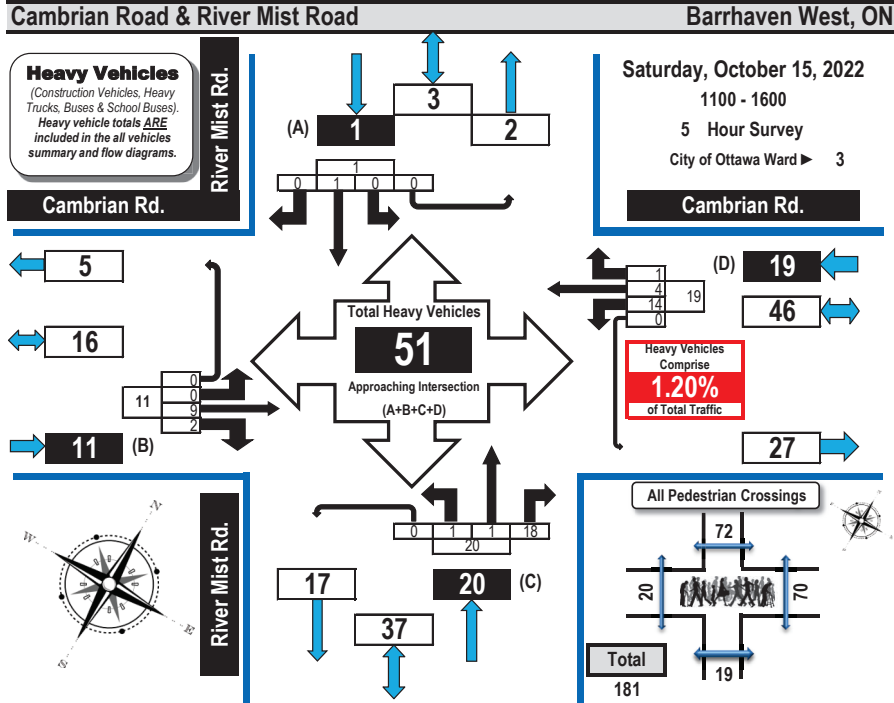 Cambrian Road & River Mist Road Barrhaven West, ON
Heavy Vehicles
(Construction Vehicles, Heavy
Trucks, Buses & School Buses).
Heavy vehicle totals ARE
included in the all vehicles
summary and flow diagrams.
River Mist Rd.
Cambrian Rd.
3
(A) 1 2
1
0 1 0 0
Saturday, October 15, 2022
1100 - 1600
5 Hour Survey
City of Ottawa Ward ► 3
Cambrian Rd.
5
16
0
0
11 9
2
11 (B)
Total Heavy Vehicles
51
Approaching Intersection
(A+B+C+D)
1
4
14 19
0
(D) 19
46
Heavy Vehicles
Comprise
1.20%
of Total Traffic
27
N
W
E
S
River Mist Rd.
0 1 1 18
20
17 20 (C)
37
All Pedestrian Crossings
72
20
70
19
Total
181